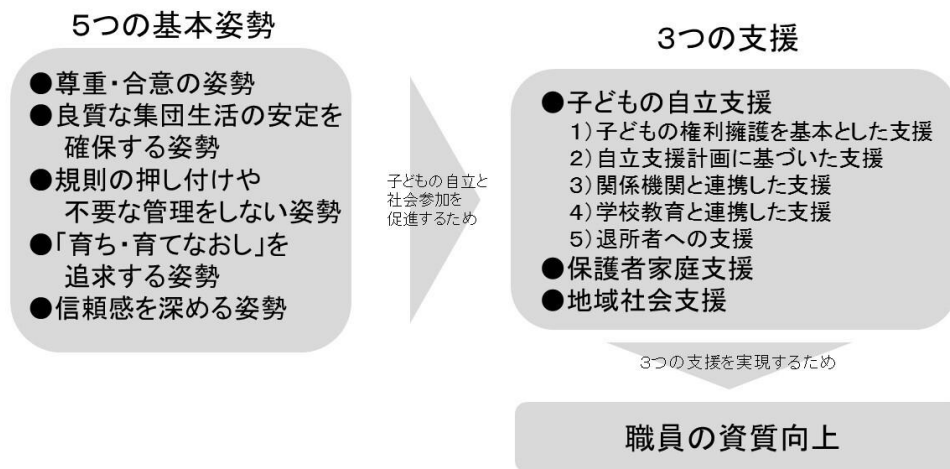 5つの基本姿勢
●尊重・合意の姿勢
●良質な集団生活の安定を
確保する姿勢
●規則の押し付けや
不要な管理をしない姿勢
●「育ち・育てなおし」を
追求する姿勢
●信頼感を深める姿勢
子どもの自立と
社会参加を
促進するため
3つの支援
●子どもの自立支援
1)子どもの権利擁護を基本とした支援
2)自立支援計画に基づいた支援
3)関係機関と連携した支援
4)学校教育と連携した支援
5)退所者への支援
●保護者家庭支援
●地域社会支援
3つの支援を実現するため
職員の資質向上